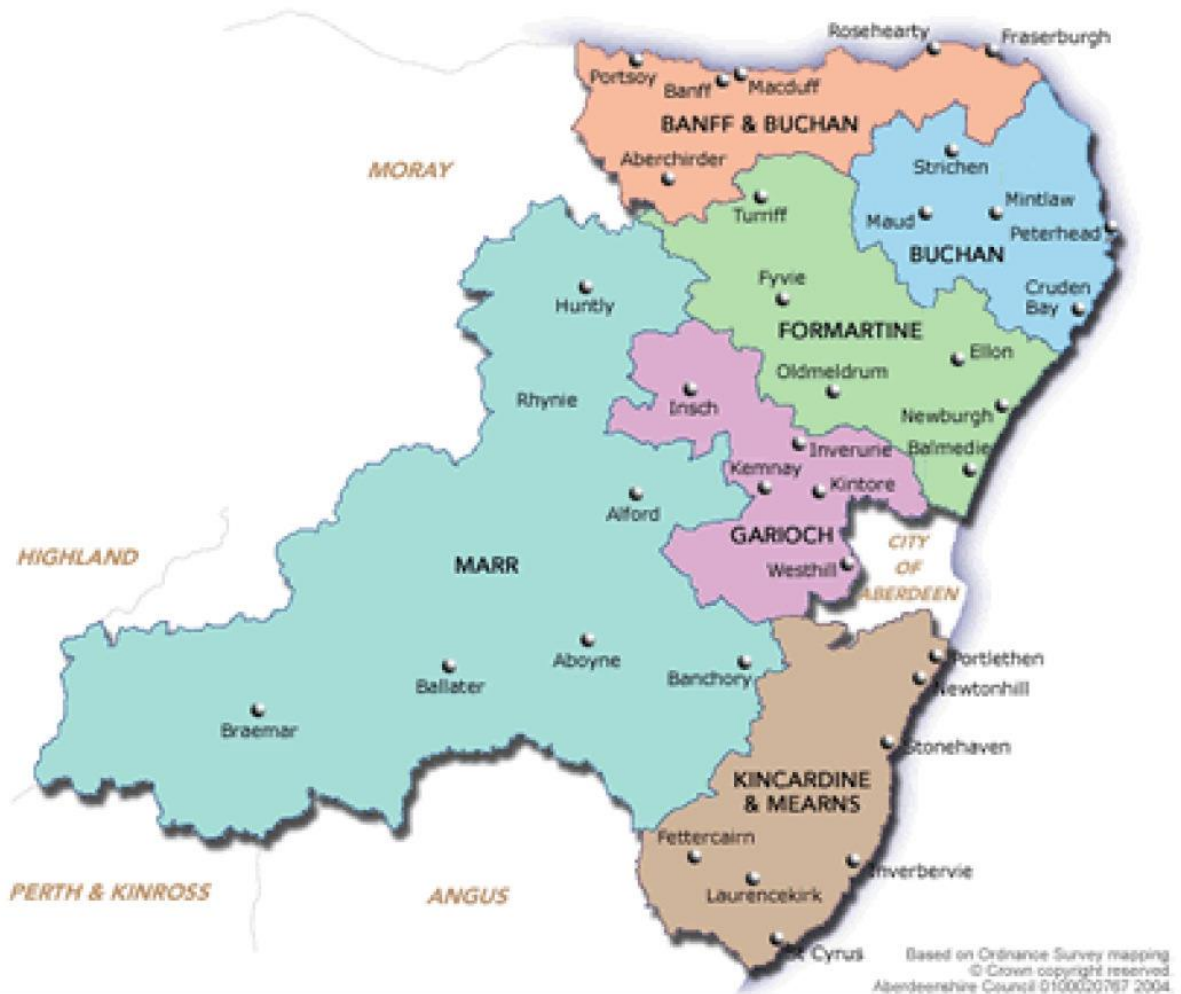 Rosehearty
Fraserburgh
Portsoy
Banff
Macduff
BANFF & BUCHAN
Aberchirder
MORAY
Strichen
Turriff
Maud
Mintlaw
Peterhead
BUCHAN
Huntly
Fyvie
Cruden
Bay
FORMARTINE
Ellon
Oldmeldrum
Rhynie
Insch
Newburgh
Inverurie
Balmedie
Kemnay
Kintore
Alford
GARIOCH
CITY
OF
ABERDEEN
HIGHLAND
MARR
Westhill
Aboyne
Banchory
Portlethen
Ballater
Newtonhill
Braemar
Stonehaven
KINCARDINE
& MEARNS
Fettercairn
Inverbervie
PERTH & KINROSS
ANGUS
Laurencekirk
St Cyrus
Based on Ordnance Survey mapping.
© Crown copyright reserved.
Aberdeenshire Council 0100020767 2004.